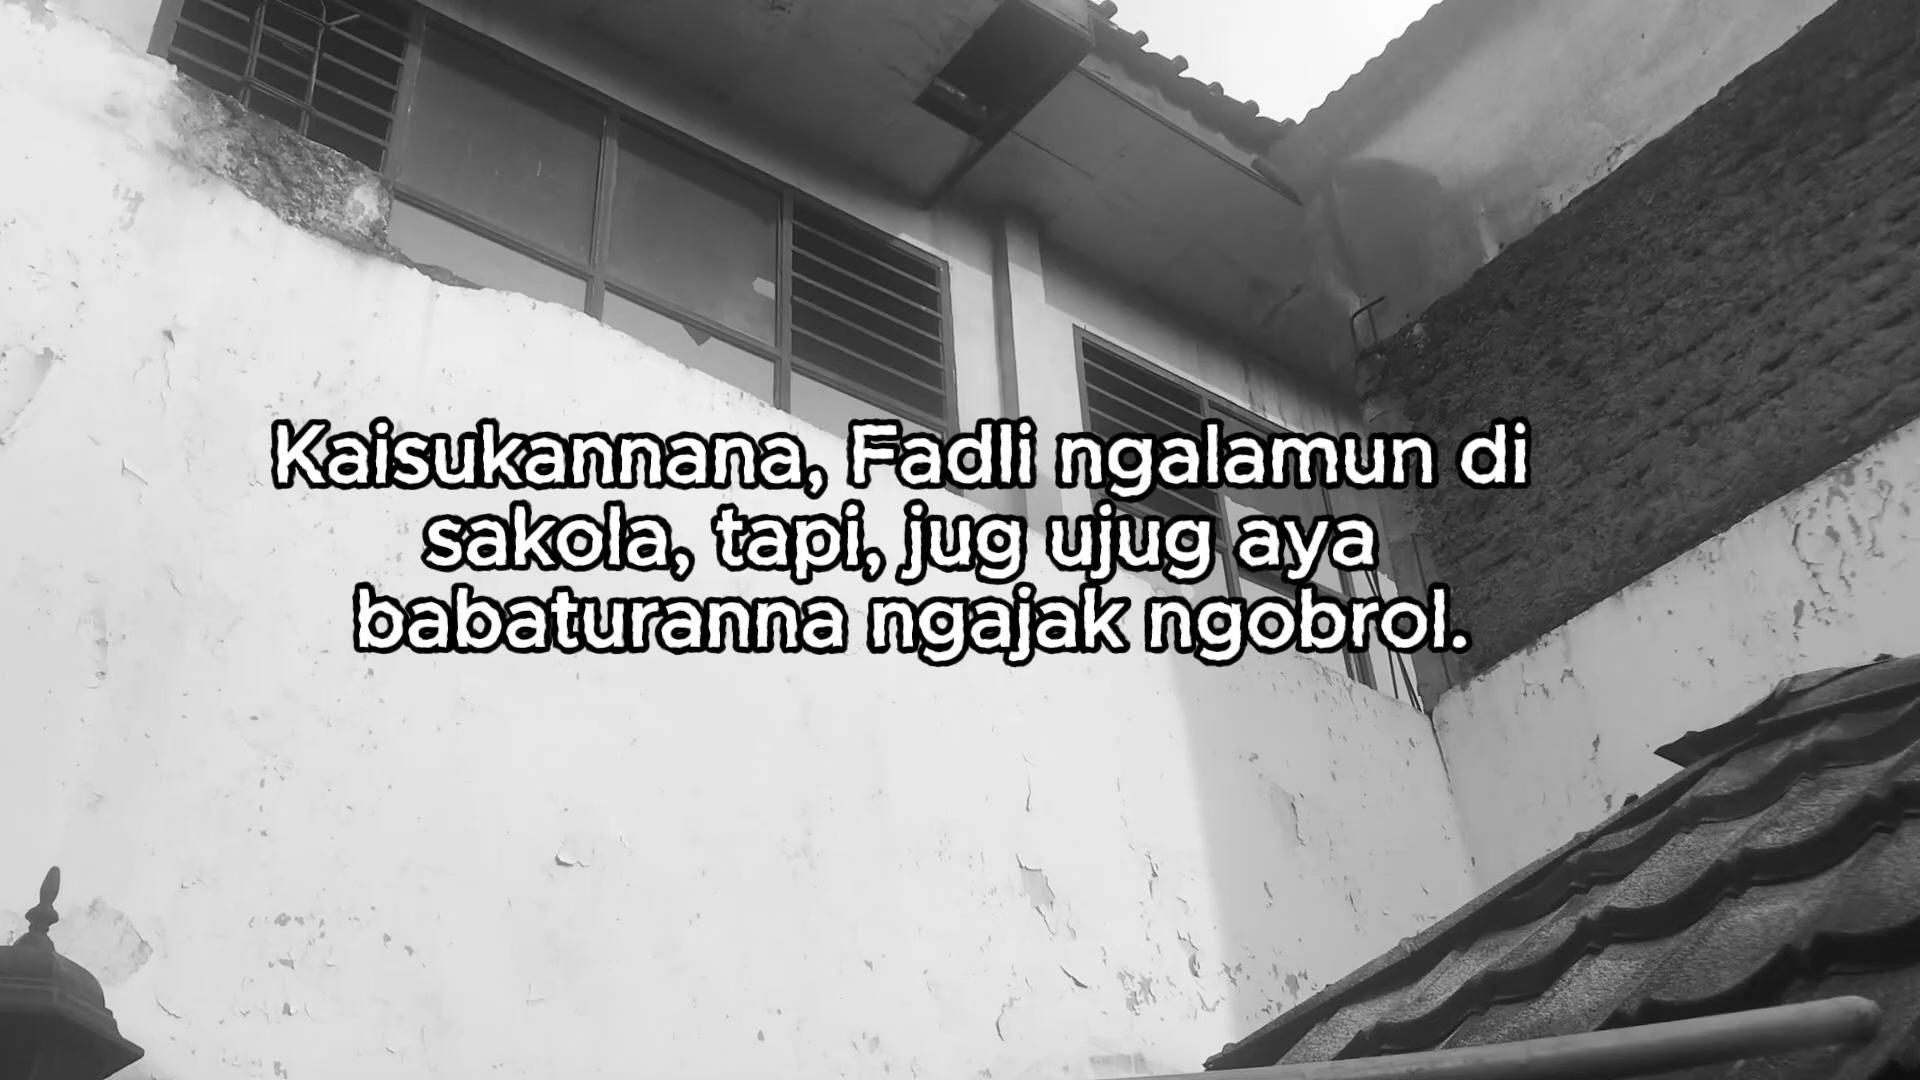 Kaisukannana, Fadli ngalamun di
sakola, tapi, jug ujug aya
babaturanna ngajak ngobrol.